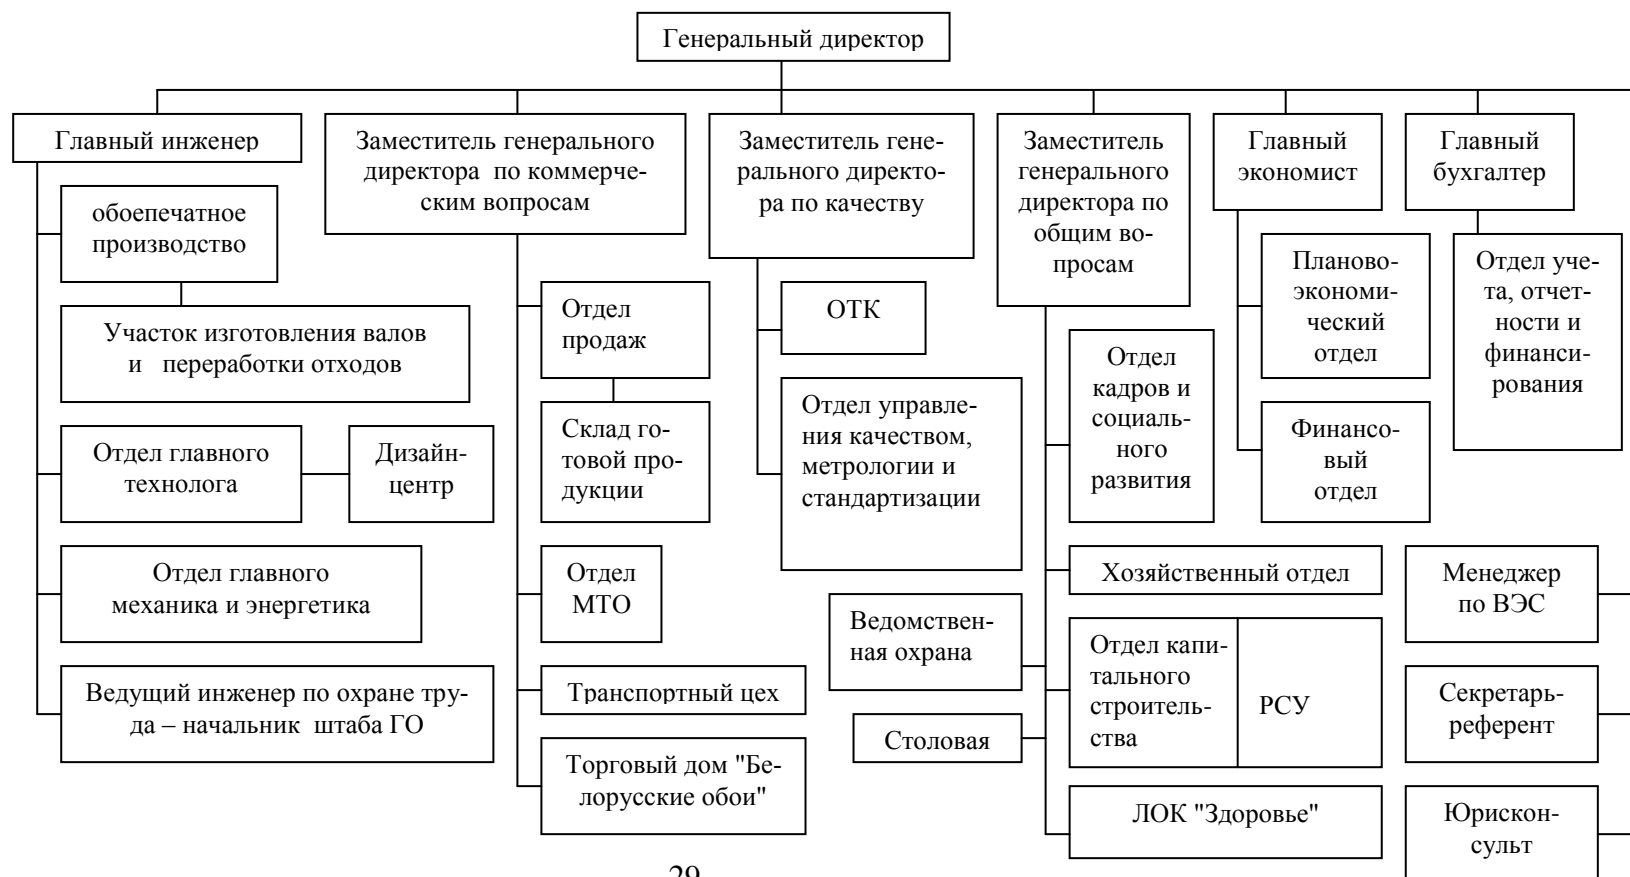 Генеральный директор
Главный инженер
обоепечатное
производство
Участок изготовления валов
и переработки отходов
Отдел главного
технолога
Дизайн-
центр
Отдел главного
механика и энергетика
Ведущий инженер по охране тру-
да – начальник штаба ГО
Заместитель генерального
директора по коммерче-
ским вопросам
Отдел
продаж
Склад го-
товой про-
дукции
Отдел
МТО
Транспортный цех
Торговый дом "Бе-
лорусские обои"
Заместитель гене-
рального директо-
ра по качеству
ОТК
Отдел управле-
ния качеством,
метрологии и
стандартизации
Заместитель
генерального
директора по
общим во-
просам
Отдел
кадров и
социаль-
ного
развития
Хозяйственный отдел
Ведомствен-
ная охрана
Отдел капи-
тального
строитель-
ства
РСУ
Столовая
ЛОК "Здоровье"
Главный
экономист
Планово-
экономи-
ческий
отдел
Финансо-
вый
отдел
Главный
бухгалтер
Отдел уче-
та, отчет-
ности и
финанси-
рования
Менеджер
по ВЭС
Секретарь-
референт
Юрискон-
сульт
29